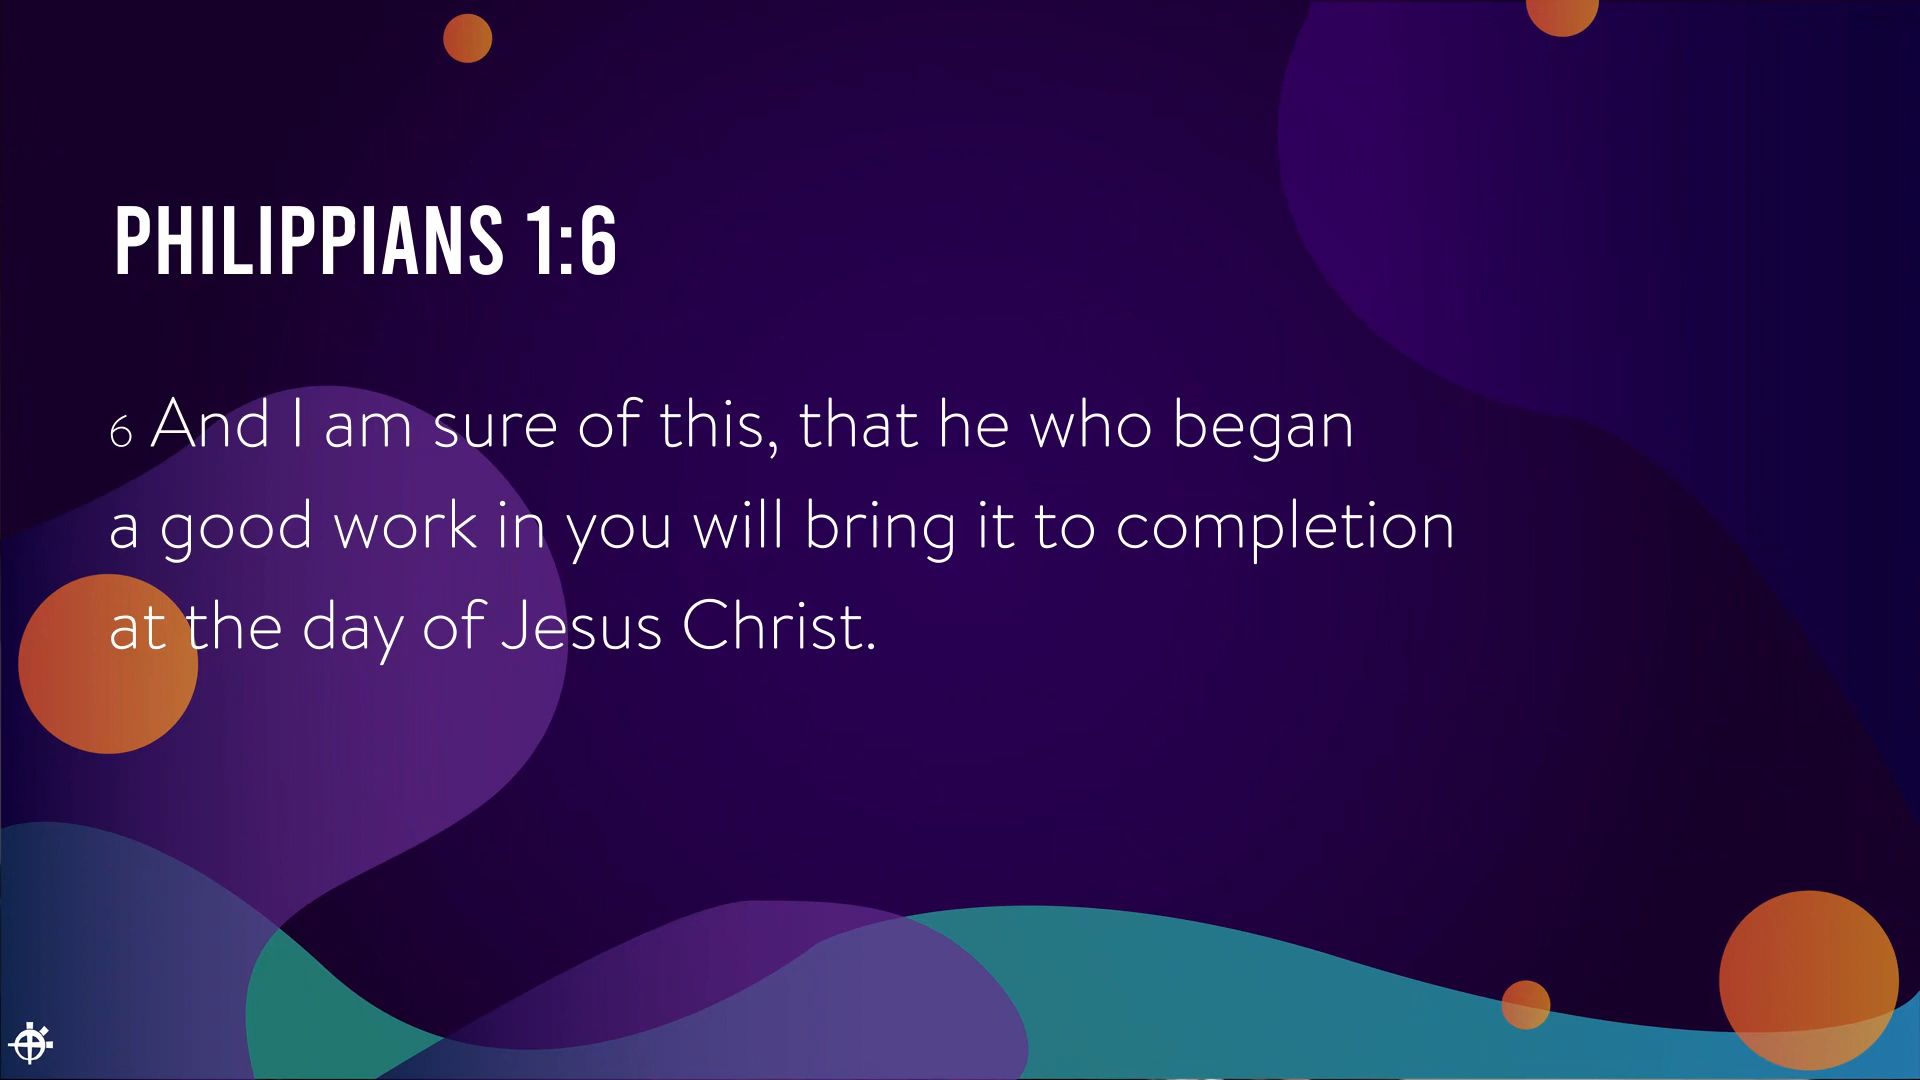 PHILIPPIANS 1:6
6 And I am sure of this, that he who began
a good work in you will bring it to completion
at the day of Jesus Christ.